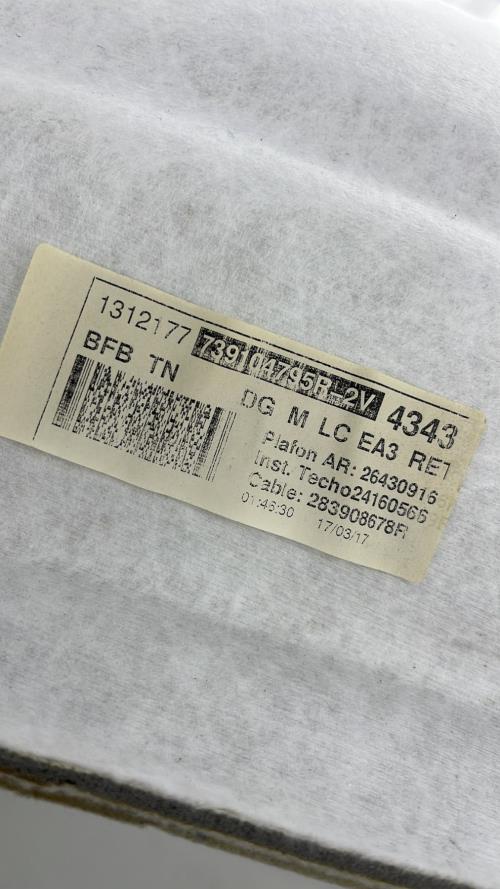 1312177 739104795R-2V 4343
BFB TN
DG M LC EA3 RET
Plafon AR: 26430916
Inst. Techo24160566
Cable: 283908678R
01:46:30 17/03/17